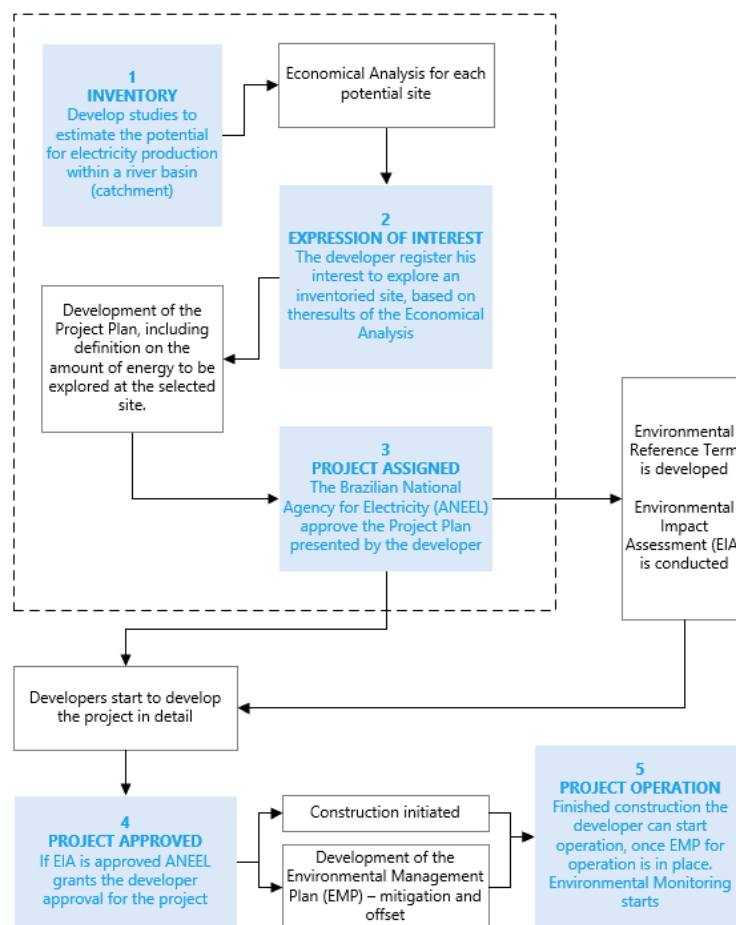 1
INVENTORY
Develop studies to
estimate the potential
for electricity production
within a river basin
(catchment)
Economical Analysis for each
potential site
2
EXPRESSION OF INTEREST
The developer register his
interest to explore an
inventoried site, based on
theresults of the Economical
Analysis
Development of the
Project Plan, including
definition on the
amount of energy to be
explored at the selected
site.
3
PROJECT ASSIGNED
The Brazilian National
Agency for Electricity (ANEEL)
approve the Project Plan
presented by the developer
Environmental
Reference Term
is developed
Environmental
Impact
Assessment (EIA
is conducted
Developers start to develop
the project in detail
4
PROJECT APPROVED
If EIA is approved ANEEL
grants the developer
approval for the project
Construction initiated
Development of the
Environmental Management
Plan (EMP) – mitigation and
offset
5
PROJECT OPERATION
Finished construction the
developer can start
operation, once EMP for
operation is in place.
Environmental Monitoring
starts